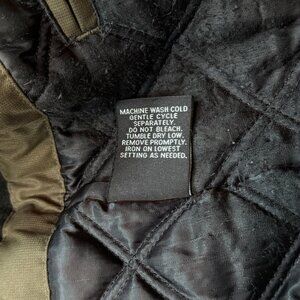 MACHINE WASH COLD
GENTLE CYCLE
SEPARATELY.
DO NOT BLEACH.
TUMBLE DRY LOW.
REMOVE PROMPTLY.
IRON ON LOWEST
SETTING AS NEEDED.